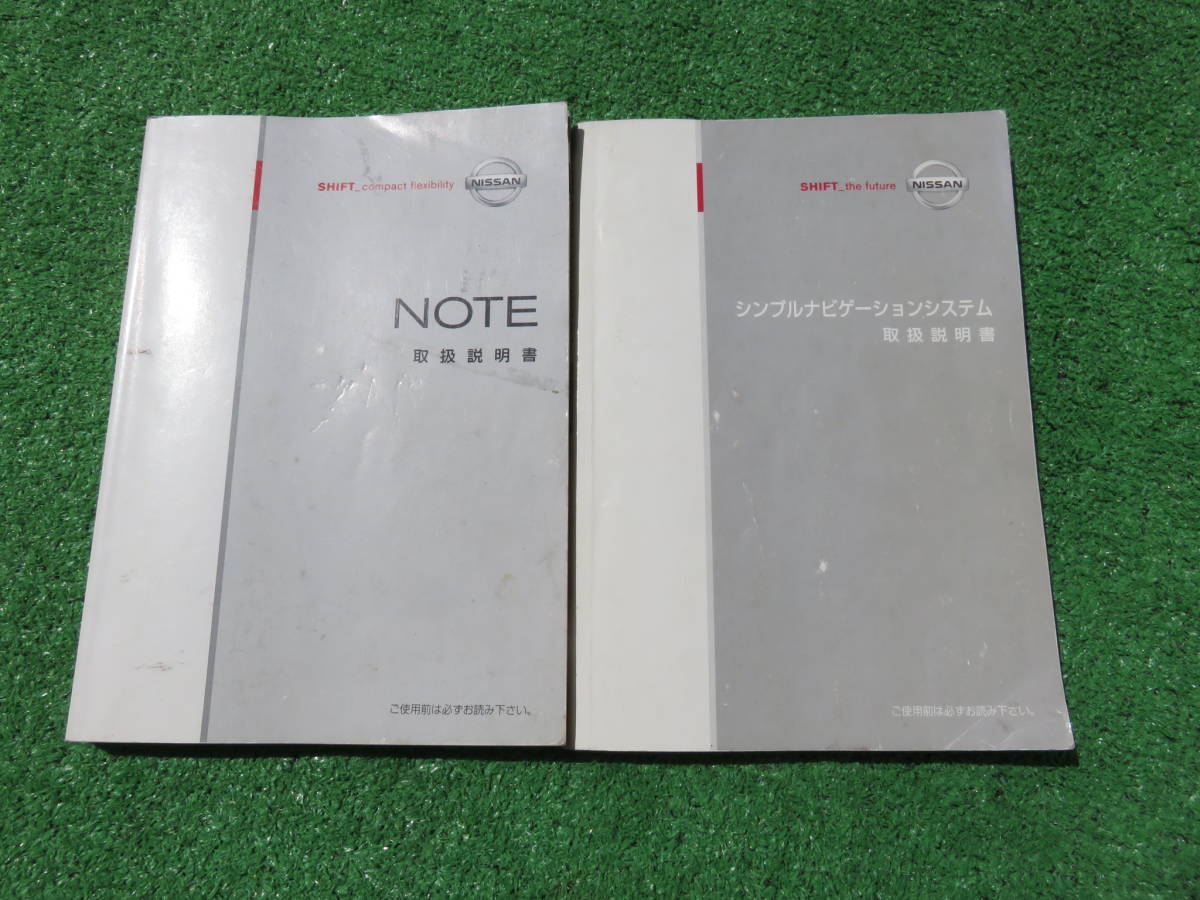 SHIFT_compact flexibility
NISSAN
NOTE
取扱説明書
ご使用前は必ずお読み下さい。
SHIFT_the future
NISSAN
シンプルナビゲーションシステム
取扱説明書
ご使用前は必ずお読み下さい。